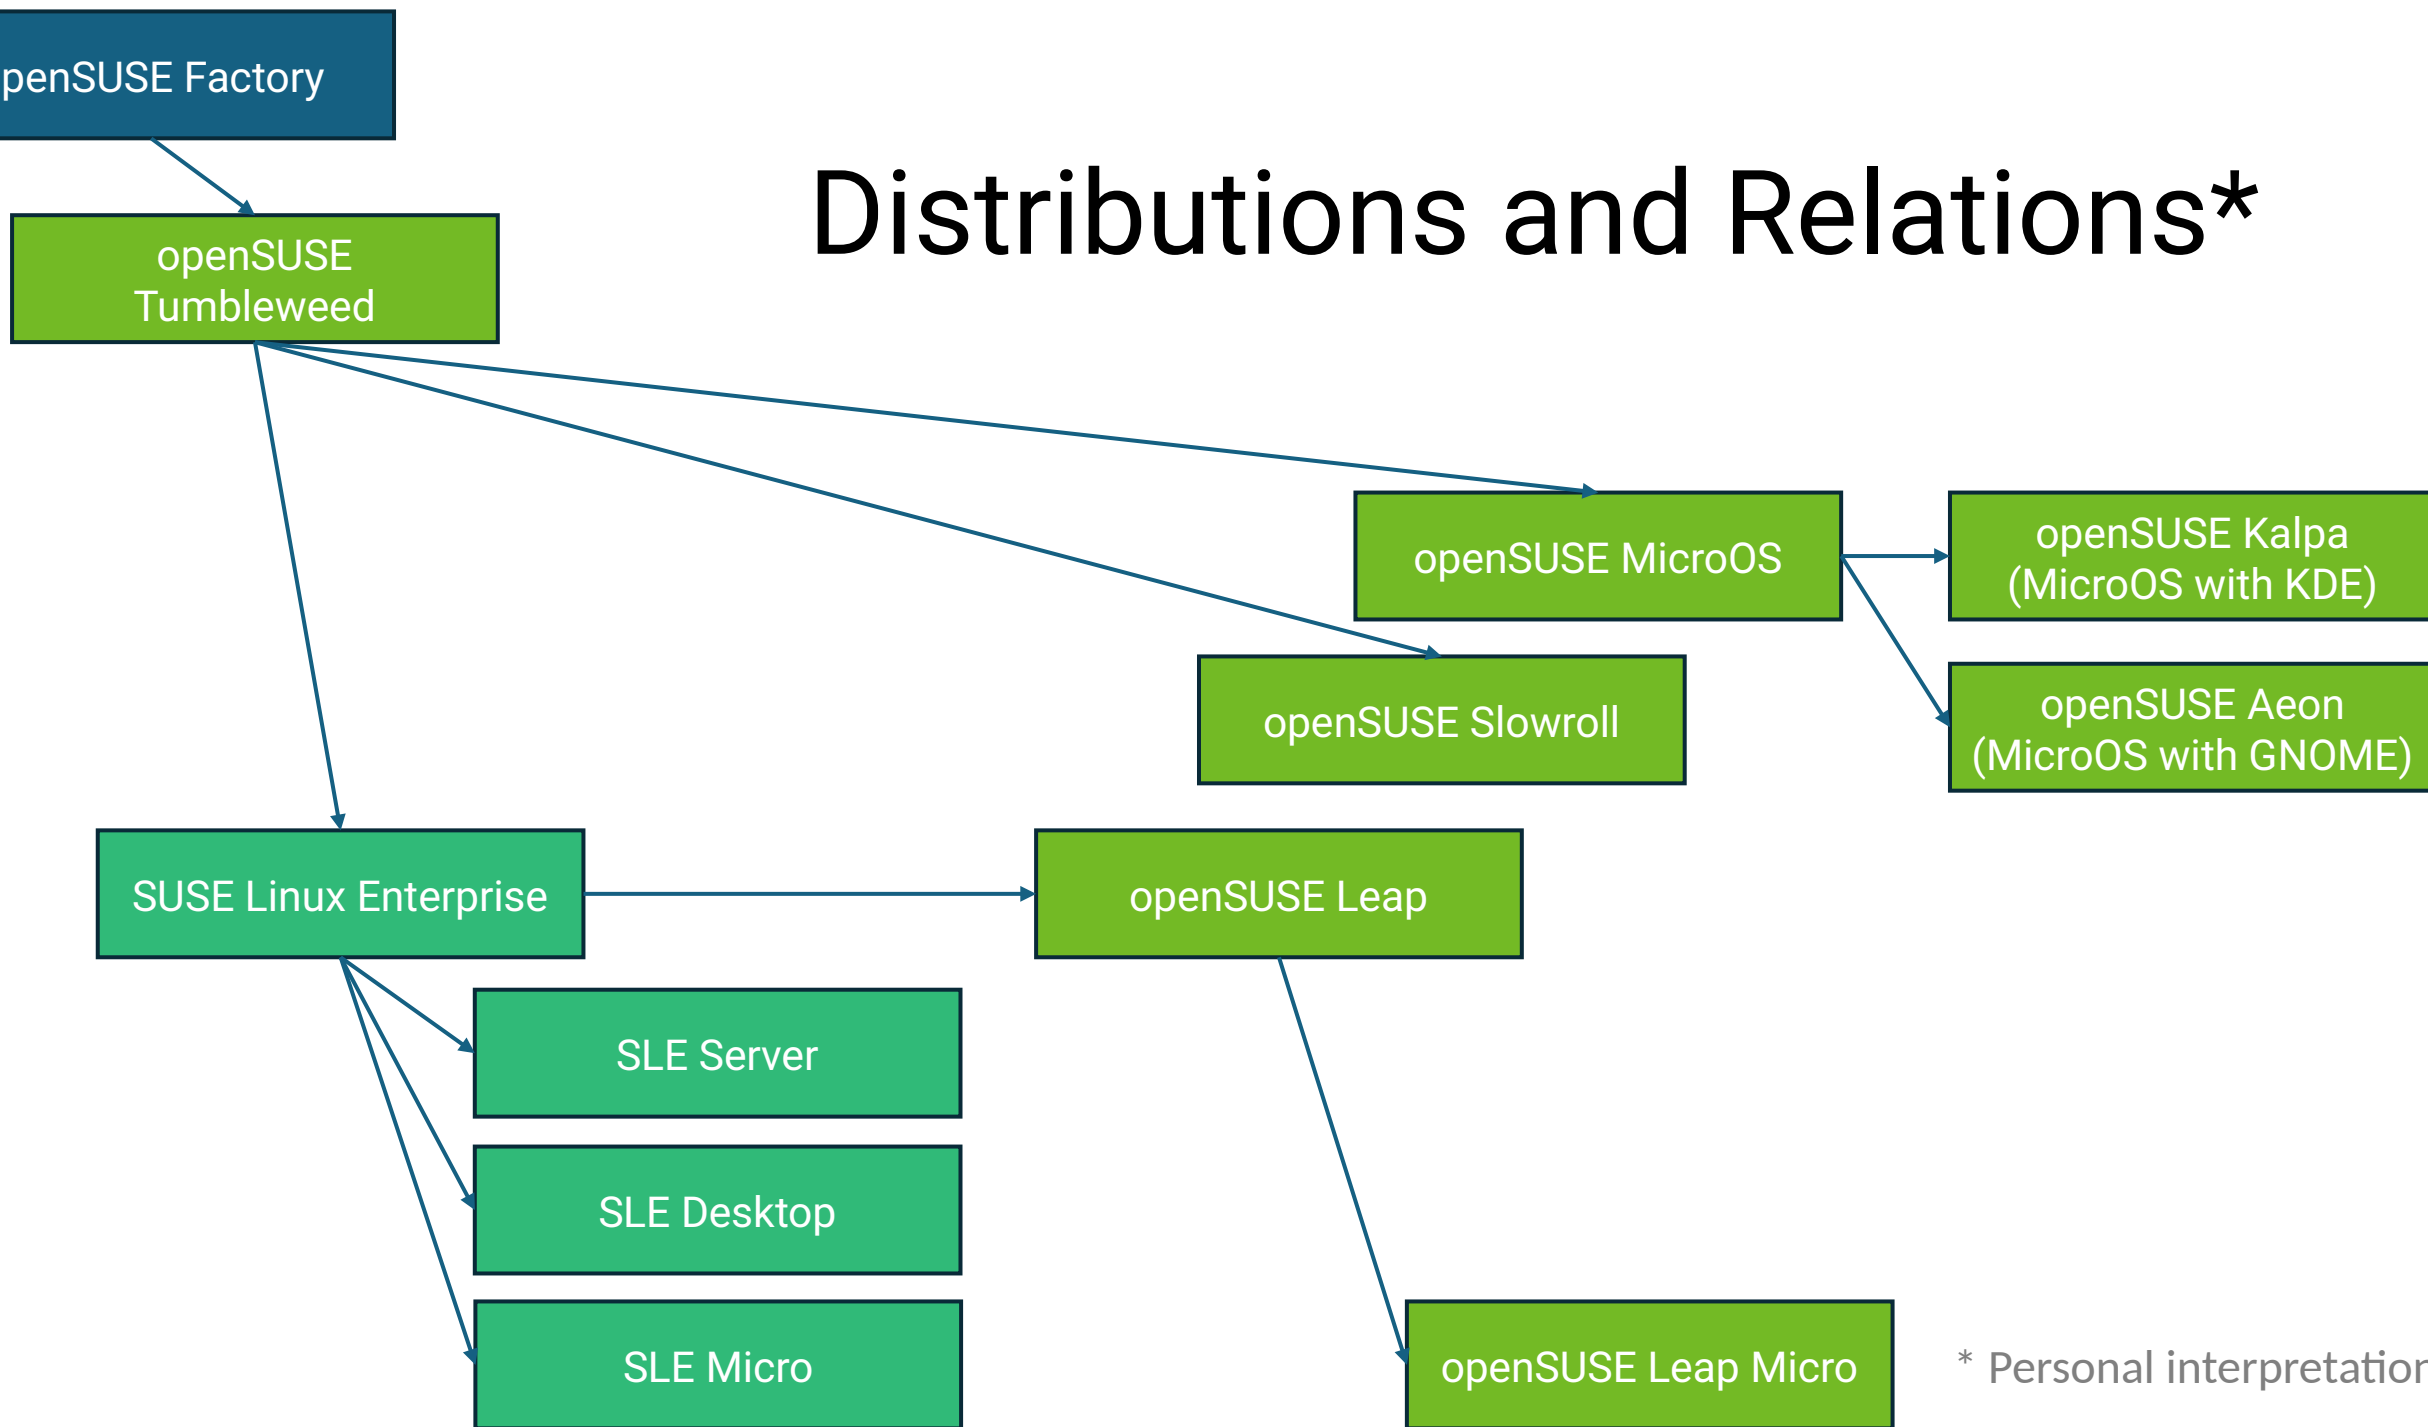 penSUSE Factory
Distributions and Relations*
openSUSE
Tumbleweed
openSUSE MicroOS
openSUSE Kalpa
(MicroOS with KDE)
openSUSE Slowroll
openSUSE Aeon
(MicroOS with GNOME)
SUSE Linux Enterprise
openSUSE Leap
SLE Server
SLE Desktop
SLE Micro
openSUSE Leap Micro
* Personal interpretation